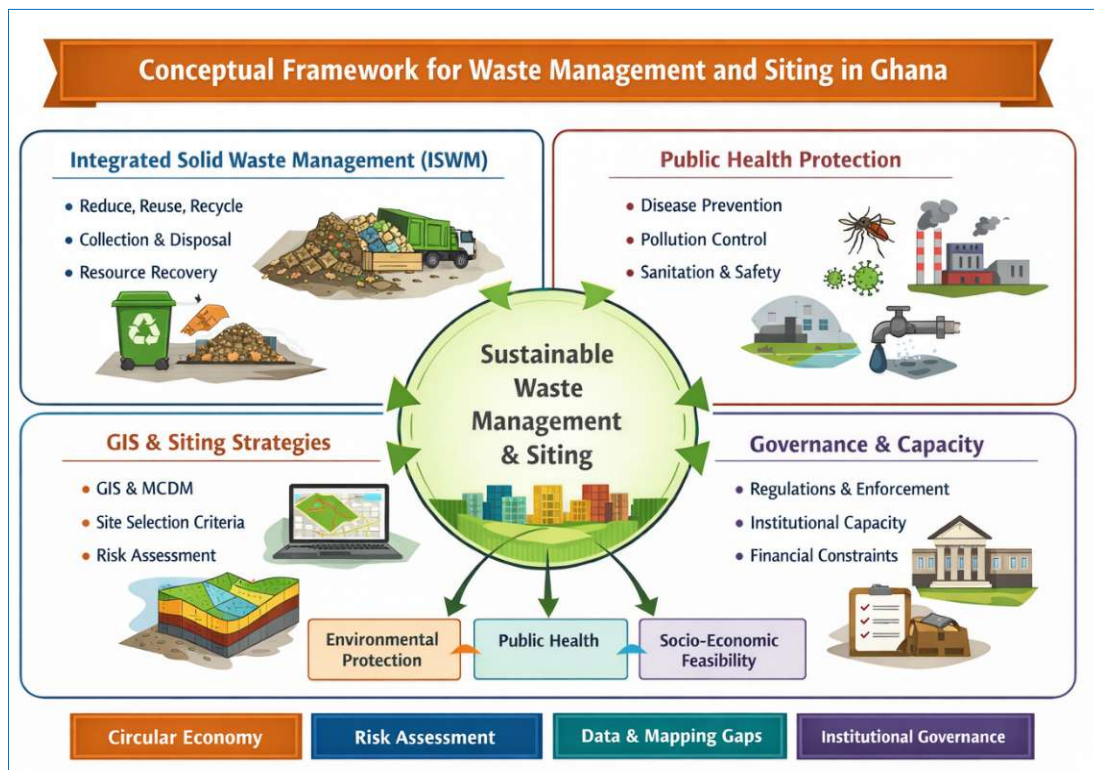 Conceptual Framework for Waste Management and Siting in Ghana
Integrated Solid Waste Management (ISWM)
• Reduce, Reuse, Recycle
• Collection & Disposal
• Resource Recovery
Public Health Protection
• Disease Prevention
• Pollution Control
• Sanitation & Safety
Sustainable
Waste
Management
& Siting
GIS & Siting Strategies
• GIS & MCDM
• Site Selection Criteria
• Risk Assessment
Governance & Capacity
• Regulations & Enforcement
• Institutional Capacity
• Financial Constraints
Environmental
Protection
Public Health
Socio-Economic
Feasibility
Circular Economy
Risk Assessment
Data & Mapping Gaps
Institutional Governance